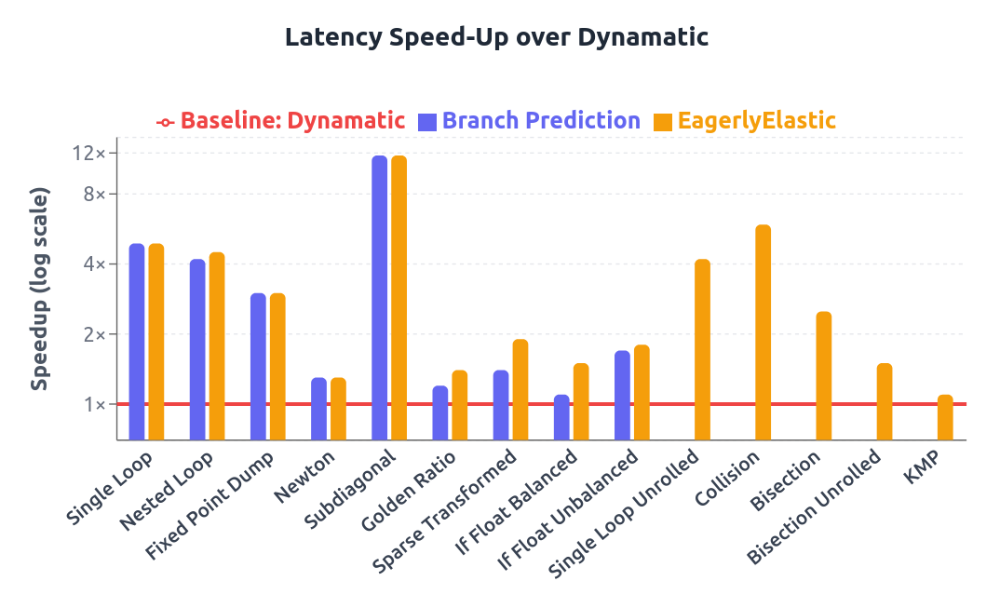 Latency Speed-Up over Dynamatic
Baseline: Dynamatic Branch Prediction EagerlyElastic
Speedup (log scale)
12×
8×
4×
2×
1×
Single Loop
Nested Loop
Fixed Point Dump
Newton
Subdiagonal
Golden Ratio
Sparse Transformed
If Float Balanced
If Float Unbalanced
Single Loop Unrolled
Collision
Bisection
Bisection Unrolled
KMP